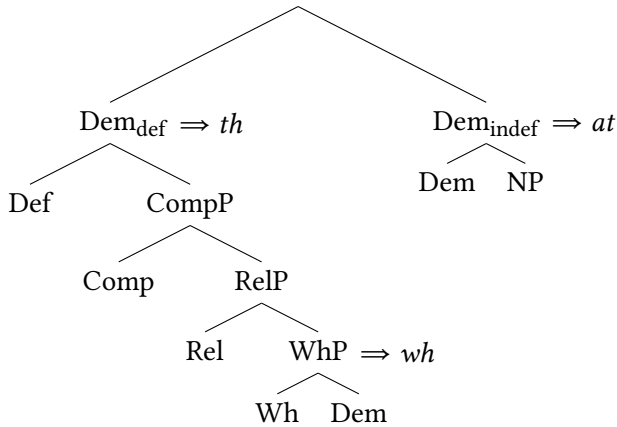 Dem_def ⇒ th Dem_indef ⇒ at
Def CompP Dem NP
Comp RelP
Rel WhP ⇒ wh
Wh Dem